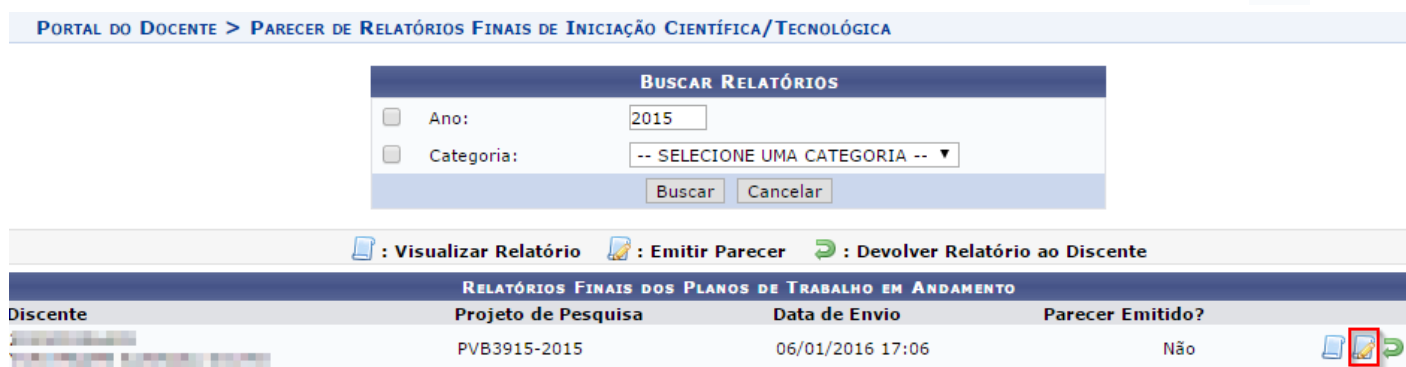 Portal do Docente > Parecer de Relatórios Finais de Iniciação Científica/Tecnológica
Buscar Relatórios
Ano: 2015
Categoria: -- SELECIONE UMA CATEGORIA --
Buscar Cancelar
: Visualizar Relatório : Emitir Parecer : Devolver Relatório ao Discente
Relatórios Finais dos Planos de Trabalho em Andamento
Discente Projeto de Pesquisa Data de Envio Parecer Emitido?
PVB3915-2015 06/01/2016 17:06 Não